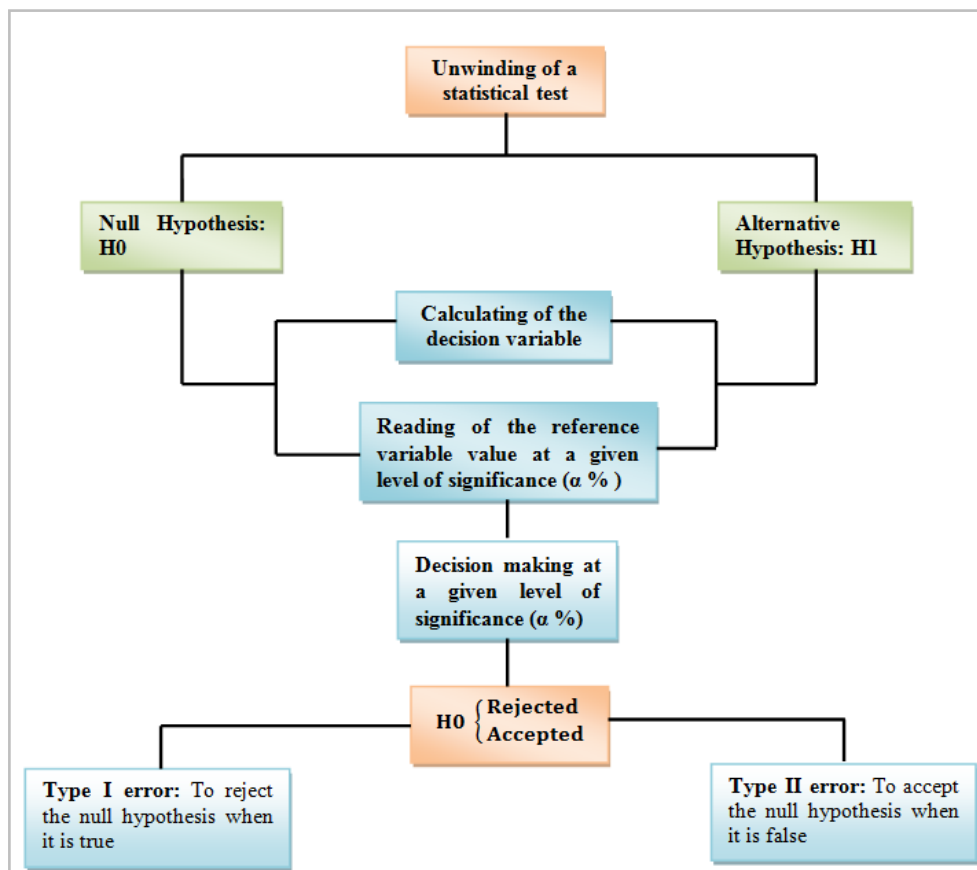 Unwinding of a
statistical test
Null Hypothesis:
H0
Alternative
Hypothesis: H1
Calculating of the
decision variable
Reading of the reference
variable value at a given
level of significance (α % )
Decision making at
a given level of
significance (α %)
H0 { Rejected
Accepted
Type I error: To reject
the null hypothesis when
it is true
Type II error: To accept
the null hypothesis when
it is false